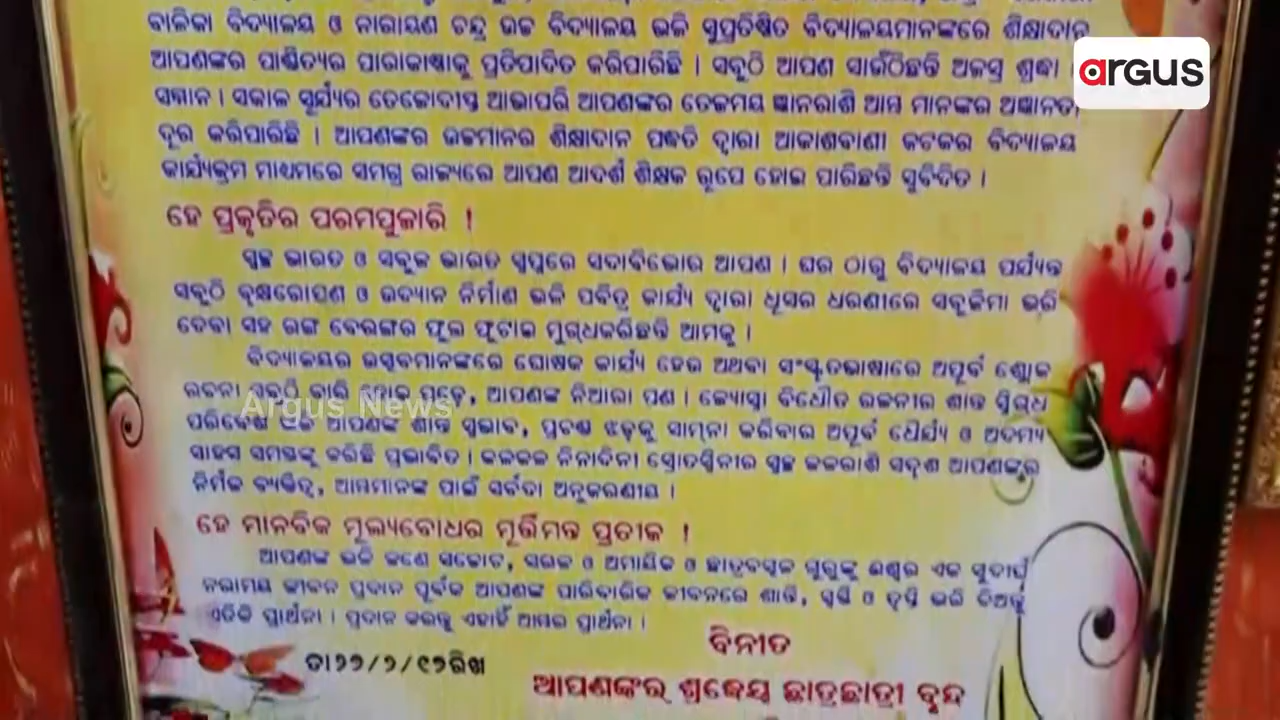 ବାଳିକା ବିଦ୍ୟାଳୟ ଓ ନାରାୟଣ ଚନ୍ଦ୍ର ଉଚ୍ଚ ବିଦ୍ୟାଳୟ ଭଳି ସୁପ୍ରତିଷ୍ଠିତ ବିଦ୍ୟାଳୟମାନଙ୍କରେ ଶିକ୍ଷାଦାନ
ଆପଣଙ୍କର ପାଣ୍ଡିତ୍ୟର ପରାକାଷ୍ଠାକୁ ପ୍ରତିପାଦିତ କରିପାରିଛି । ସବୁଠି ଆପଣ ସାଉଁଠିଛନ୍ତି ଅଜସ୍ର ଶ୍ରଦ୍ଧା
argus
ସମ୍ମାନ । ସକାଳ ସୂର୍ଯ୍ୟର ତେଜୋଦୀପ୍ତ ଆଭାପରି ଆପଣଙ୍କର ତେଜମୟ ଜ୍ଞାନରାଶି ଆମ ମାନଙ୍କର ଅଜ୍ଞାନତା
ଦୂର କରିପାରିଛି । ଆପଣଙ୍କର ଉଚ୍ଚମାନର ଶିକ୍ଷାଦାନ ପଦ୍ଧତି ଦ୍ୱାରା ଆକାଶବାଣୀ କଟକର ବିଦ୍ୟାଳୟ
କାର୍ଯ୍ୟକ୍ରମ ମାଧ୍ୟମରେ ସମଗ୍ର ରାଜ୍ୟରେ ଆପଣ ଆଦର୍ଶ ଶିକ୍ଷକ ରୂପେ ହୋଇ ପାରିଛନ୍ତି ସୁବିଦିତ ।
ହେ ପ୍ରକୃତିର ପରମପୁଜାରି !
ସ୍ୱଚ୍ଛ ଭାରତ ଓ ସବୁଜ ଭାରତ ସ୍ୱପ୍ନରେ ସଦାବିଭୋର ଆପଣ । ଘର ଠାରୁ ବିଦ୍ୟାଳୟ ପର୍ଯ୍ୟନ୍ତ
ସବୁଠି ବୃକ୍ଷରୋପଣ ଓ ଉଦ୍ୟାନ ନିର୍ମାଣ ଭଳି ପବିତ୍ର କାର୍ଯ୍ୟ ଦ୍ୱାରା ଧୂସର ଧରଣୀରେ ସବୁଜିମା ଭରି
ଦେବା ସହ ରଙ୍ଗ ବେରଙ୍ଗର ଫୁଲ ଫୁଟାଇ ମୁଗ୍ଧକରିଛନ୍ତି ଆମକୁ ।
ବିଦ୍ୟାଳୟର ଉତ୍ସବମାନଙ୍କରେ ଘୋଷକ କାର୍ଯ୍ୟ ହେଉ ଅଥବା ସଂସ୍କୃତଭାଷାରେ ଅପୂର୍ବ ଶ୍ଲୋକ
ରଚନା ସବୁଠି ବାରି ହୋଇ ପଡ଼େ, ଆପଣଙ୍କ ନିଆରା ପଣ । ଜ୍ୟୋତ୍ସ୍ନା ବିଧୌତ ରଜନୀର ଶାନ୍ତ ସ୍ନିଗ୍ଧ
Argus News
ପରିବେଶ ଆପଣଙ୍କ ଶାନ୍ତ ସ୍ୱଭାବ, ପ୍ରଚଣ୍ଡ ଝଡ଼କୁ ସାମ୍ନା କରିବାର ଅପୂର୍ବ ଧୈର୍ଯ୍ୟ ଓ ଅଦମ୍ୟ
ସାହସ ସମସ୍ତଙ୍କୁ କରିଛି ପ୍ରଭାବିତ । କଳକଳ ନିନାଦିନୀ ସ୍ରୋତସ୍ୱିନୀର ସ୍ୱଚ୍ଛ ଜଳରାଶି ସଦୃଶ ଆପଣଙ୍କର
ନିର୍ମଳ ବ୍ୟକ୍ତିତ୍ୱ, ଆମମାନଙ୍କ ପାଇଁ ସର୍ବଦା ଅନୁକରଣୀୟ ।
ହେ ମାନବିକ ମୂଲ୍ୟବୋଧର ମୂର୍ତ୍ତିମନ୍ତ ପ୍ରତୀକ !
ଆପଣଙ୍କ ଭଳି ଜଣେ ସଚ୍ଚୋଟ, ସରଳ ଓ ଅମାୟିକ ଓ ଛାତ୍ରବତ୍ସଳ ଗୁରୁଙ୍କୁ ଈଶ୍ୱର ଏକ ସୁଦୀର୍ଘ
ନିରାମୟ ଜୀବନ ପ୍ରଦାନ ପୂର୍ବକ ଆପଣଙ୍କ ପାରିବାରିକ ଜୀବନରେ ଶାନ୍ତି, ସ୍ୱସ୍ତି ଓ ତୃପ୍ତି ଭରି ଦିଅନ୍ତୁ
ଏତିକି ପ୍ରାର୍ଥନା । ପ୍ରଦାନ କରନ୍ତୁ ଏହାହିଁ ଆମର ପ୍ରାର୍ଥନା ।
ବିନୀତ
ତା୨୨/୨/୧୭ରିଖ
ଆପଣଙ୍କର ଶ୍ରଦ୍ଧେୟ ଛାତ୍ରଛାତ୍ରୀ ବୃନ୍ଦ